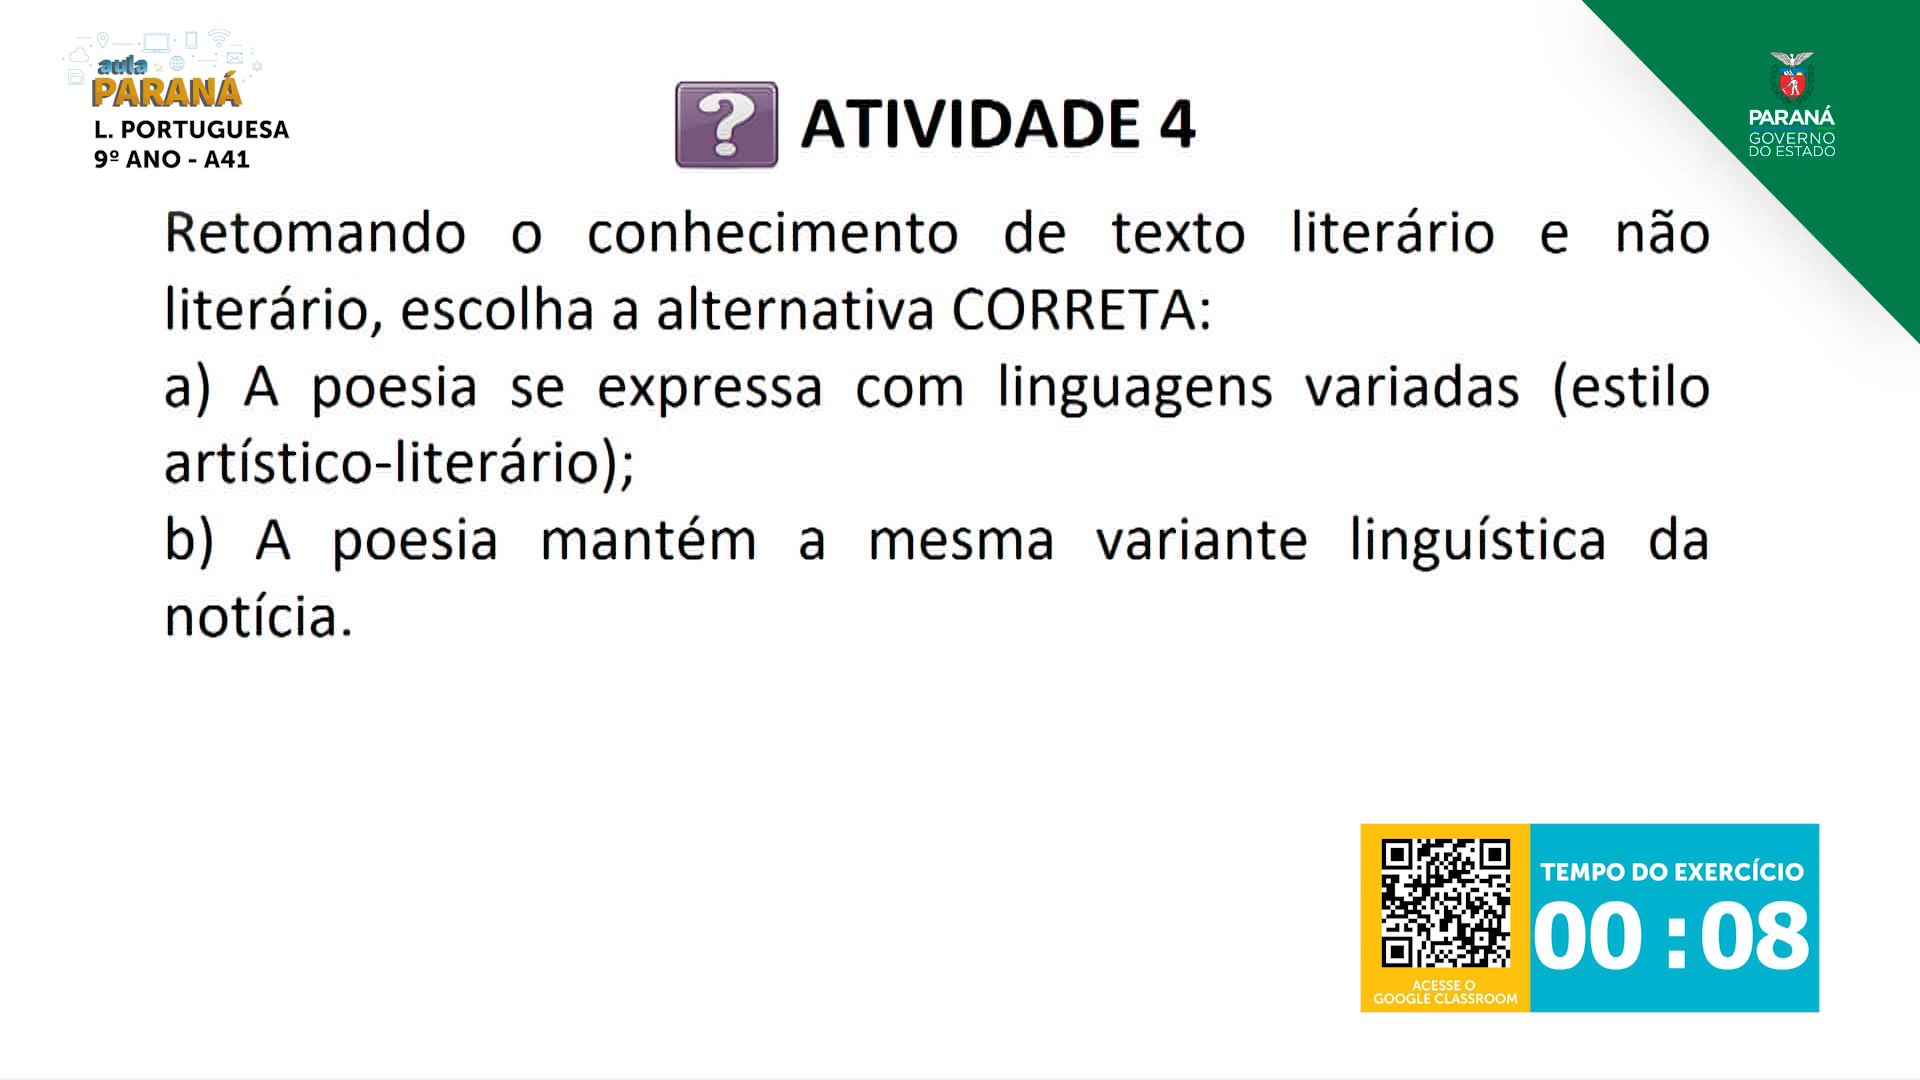 aula
PARANÁ
L. PORTUGUESA
9º ANO - A41
? ATIVIDADE 4
PARANÁ
GOVERNO
DO ESTADO
Retomando o conhecimento de texto literário e não
literário, escolha a alternativa CORRETA:
a) A poesia se expressa com linguagens variadas (estilo
artístico-literário);
b) A poesia mantém a mesma variante linguística da
notícia.
TEMPO DO EXERCÍCIO
00:08
ACESSE O
GOOGLE CLASSROOM